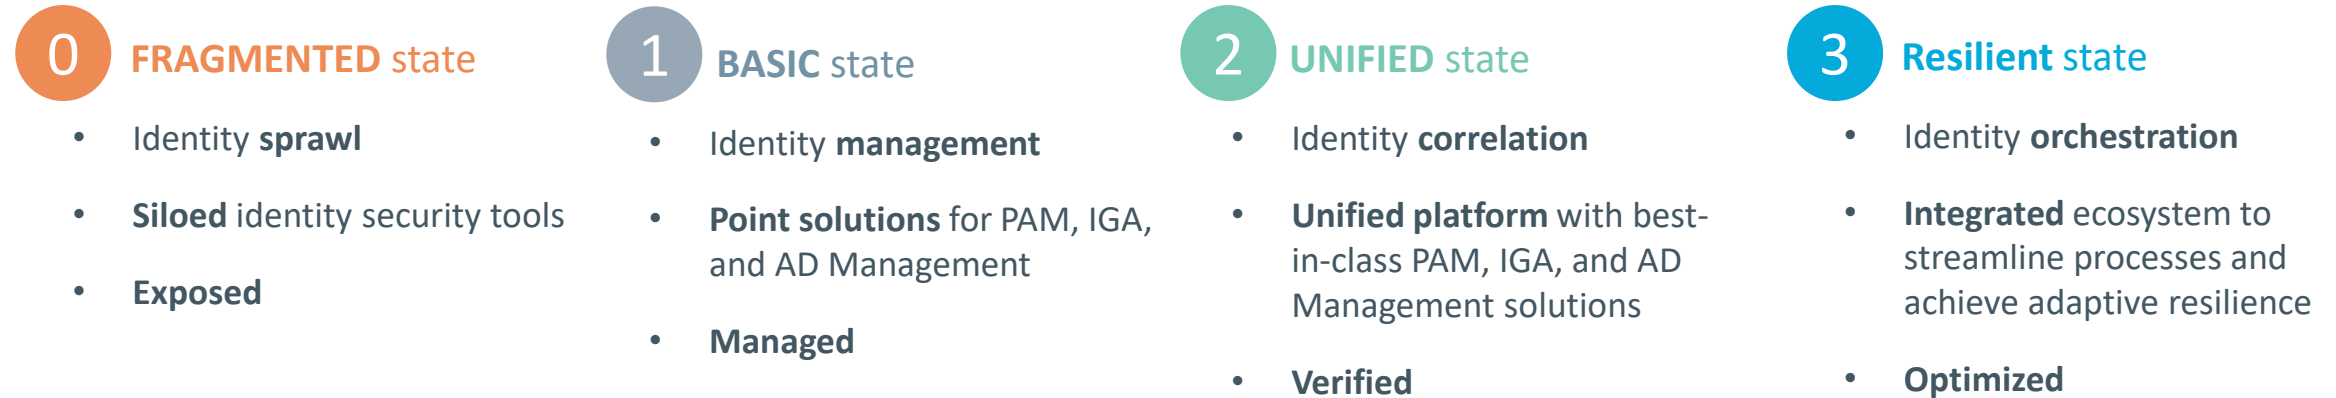 0 FRAGMENTED state
• Identity sprawl
• Siloed identity security tools
• Exposed
1 BASIC state
• Identity management
• Point solutions for PAM, IGA,
and AD Management
• Managed
2 UNIFIED state
• Identity correlation
• Unified platform with best-
in-class PAM, IGA, and AD
Management solutions
• Verified
3 Resilient state
• Identity orchestration
• Integrated ecosystem to
streamline processes and
achieve adaptive resilience
• Optimized